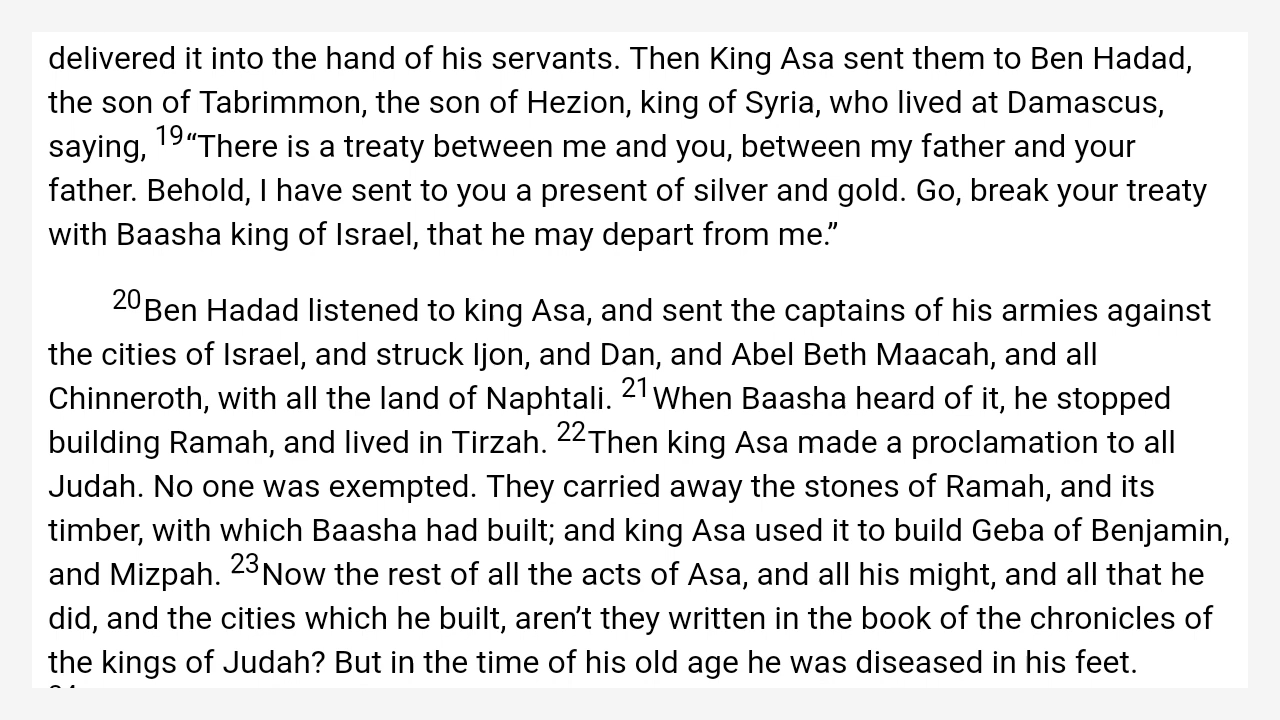 delivered it into the hand of his servants. Then King Asa sent them to Ben Hadad,
the son of Tabrimmon, the son of Hezion, king of Syria, who lived at Damascus,
saying, 19“There is a treaty between me and you, between my father and your
father. Behold, I have sent to you a present of silver and gold. Go, break your treaty
with Baasha king of Israel, that he may depart from me.”
20Ben Hadad listened to king Asa, and sent the captains of his armies against
the cities of Israel, and struck Ijon, and Dan, and Abel Beth Maacah, and all
Chinneroth, with all the land of Naphtali. 21When Baasha heard of it, he stopped
building Ramah, and lived in Tirzah. 22Then king Asa made a proclamation to all
Judah. No one was exempted. They carried away the stones of Ramah, and its
timber, with which Baasha had built; and king Asa used it to build Geba of Benjamin,
and Mizpah. 23Now the rest of all the acts of Asa, and all his might, and all that he
did, and the cities which he built, aren’t they written in the book of the chronicles of
the kings of Judah? But in the time of his old age he was diseased in his feet.